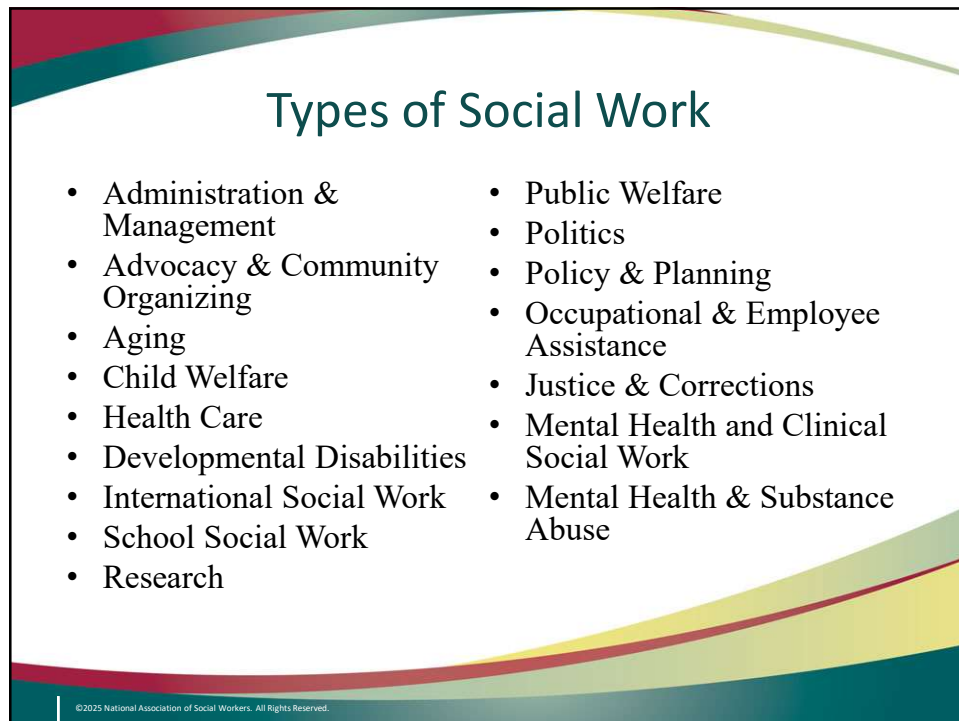 Types of Social Work
• Administration &
Management
• Advocacy & Community
Organizing
• Aging
• Child Welfare
• Health Care
• Developmental Disabilities
• International Social Work
• School Social Work
• Research
• Public Welfare
• Politics
• Policy & Planning
• Occupational & Employee
Assistance
• Justice & Corrections
• Mental Health and Clinical
Social Work
• Mental Health & Substance
Abuse
©2025 National Association of Social Workers. All Rights Reserved.